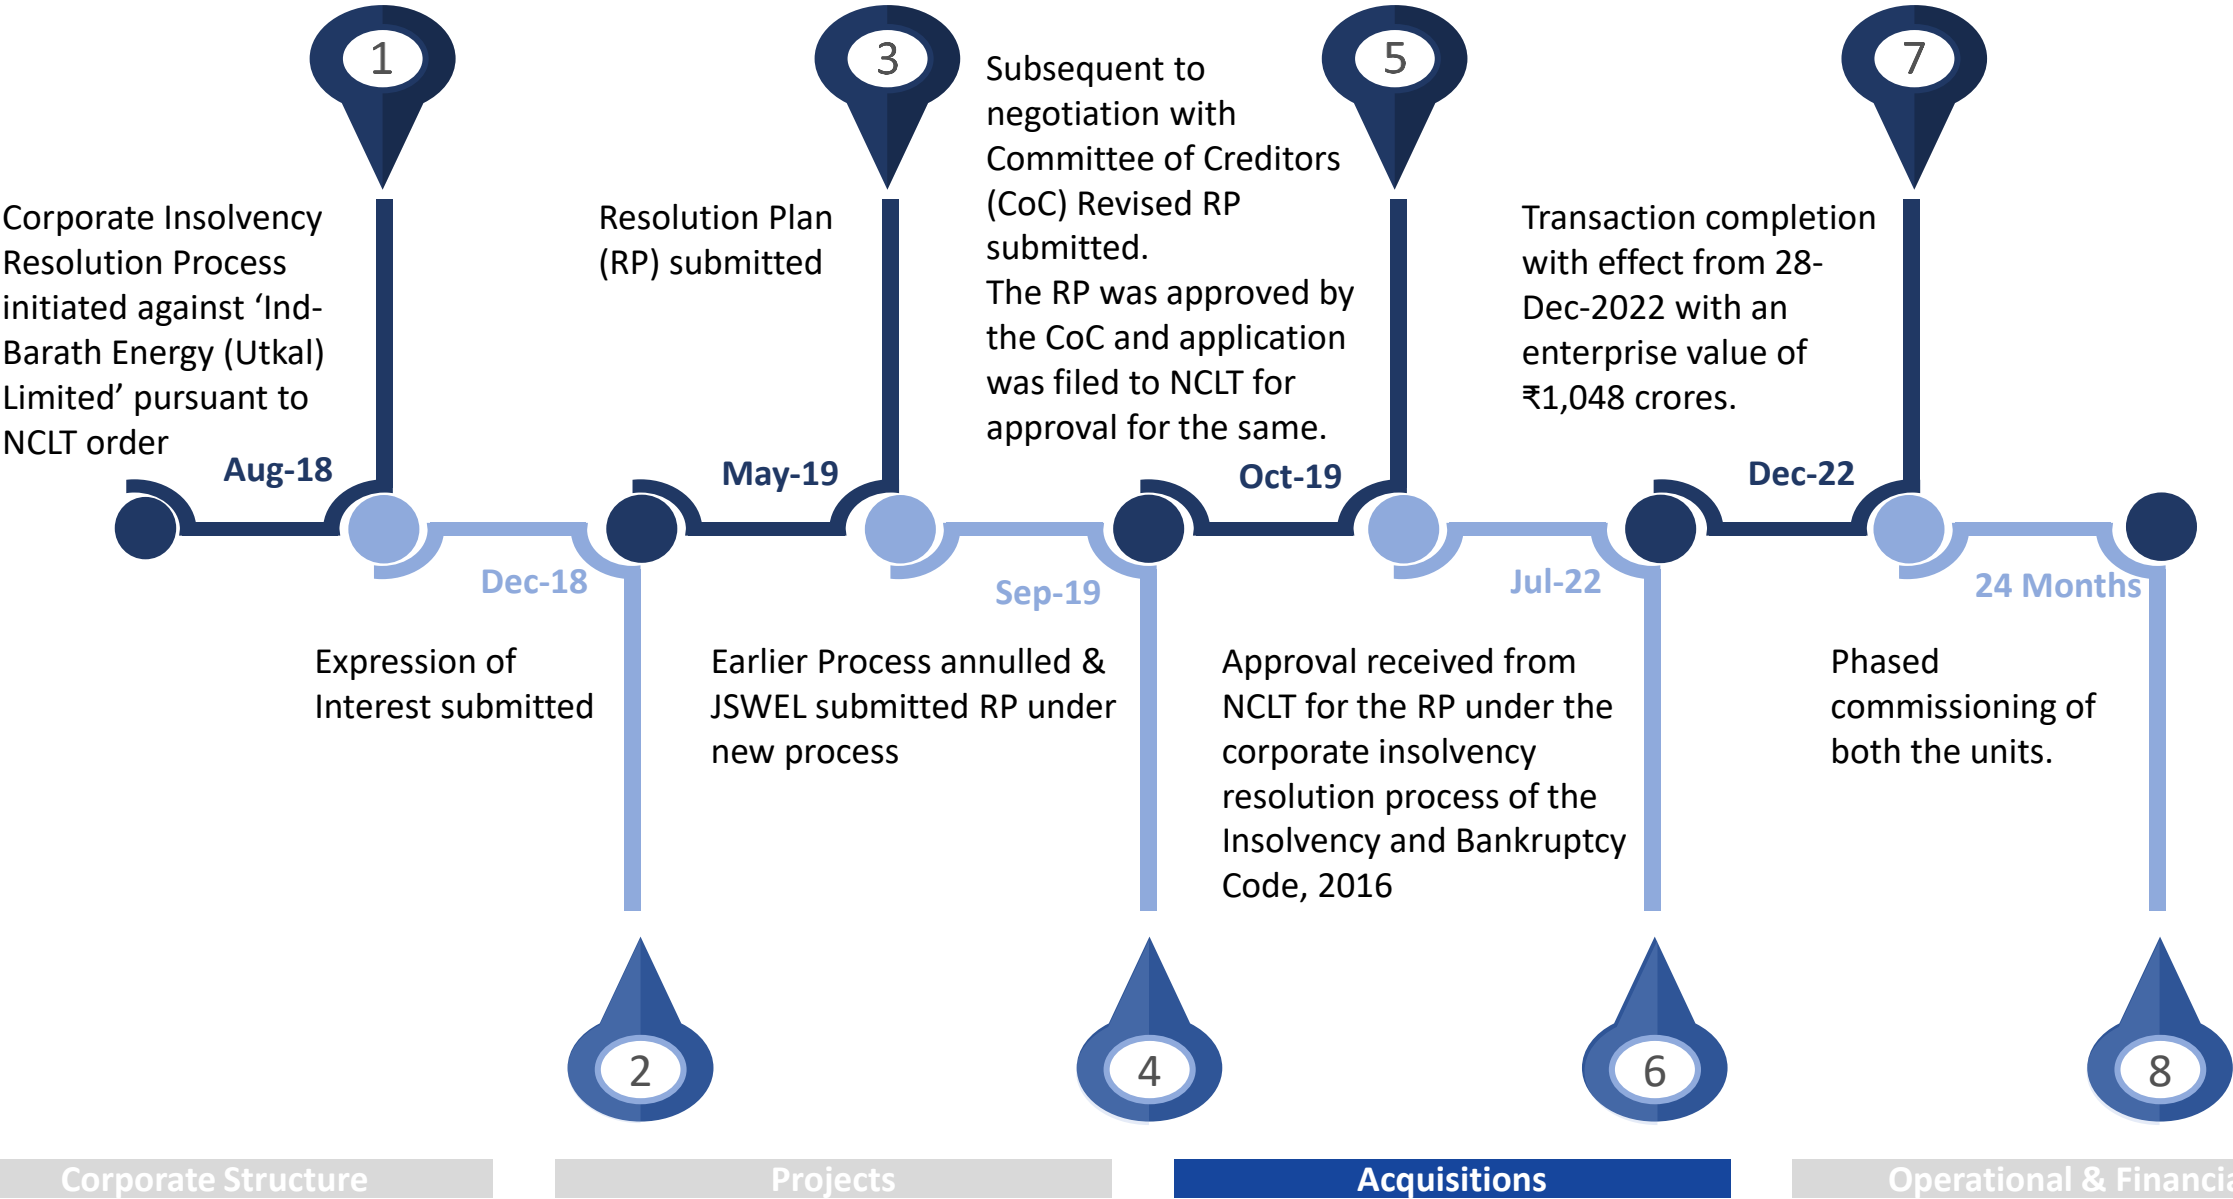 1
Corporate Insolvency
Resolution Process
initiated against ‘Ind-
Barath Energy (Utkal)
Limited’ pursuant to
NCLT order
Aug-18
Dec-18
Expression of
Interest submitted
2
3
Resolution Plan
(RP) submitted
May-19
Sep-19
Earlier Process annulled &
JSWEL submitted RP under
new process
4
5
Subsequent to
negotiation with
Committee of Creditors
(CoC) Revised RP
submitted.
The RP was approved by
the CoC and application
was filed to NCLT for
approval for the same.
Oct-19
Jul-22
Approval received from
NCLT for the RP under the
corporate insolvency
resolution process of the
Insolvency and Bankruptcy
Code, 2016
6
7
Transaction completion
with effect from 28-
Dec-2022 with an
enterprise value of
₹1,048 crores.
Dec-22
24 Months
Phased
commissioning of
both the units.
8
Corporate Structure
Projects
Acquisitions
Operational & Financia